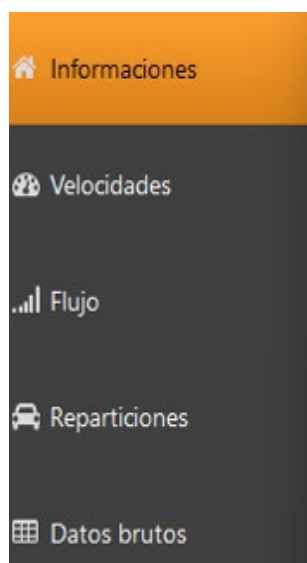 Informaciones
Velocidades
Flujo
Reparticiones
Datos brutos